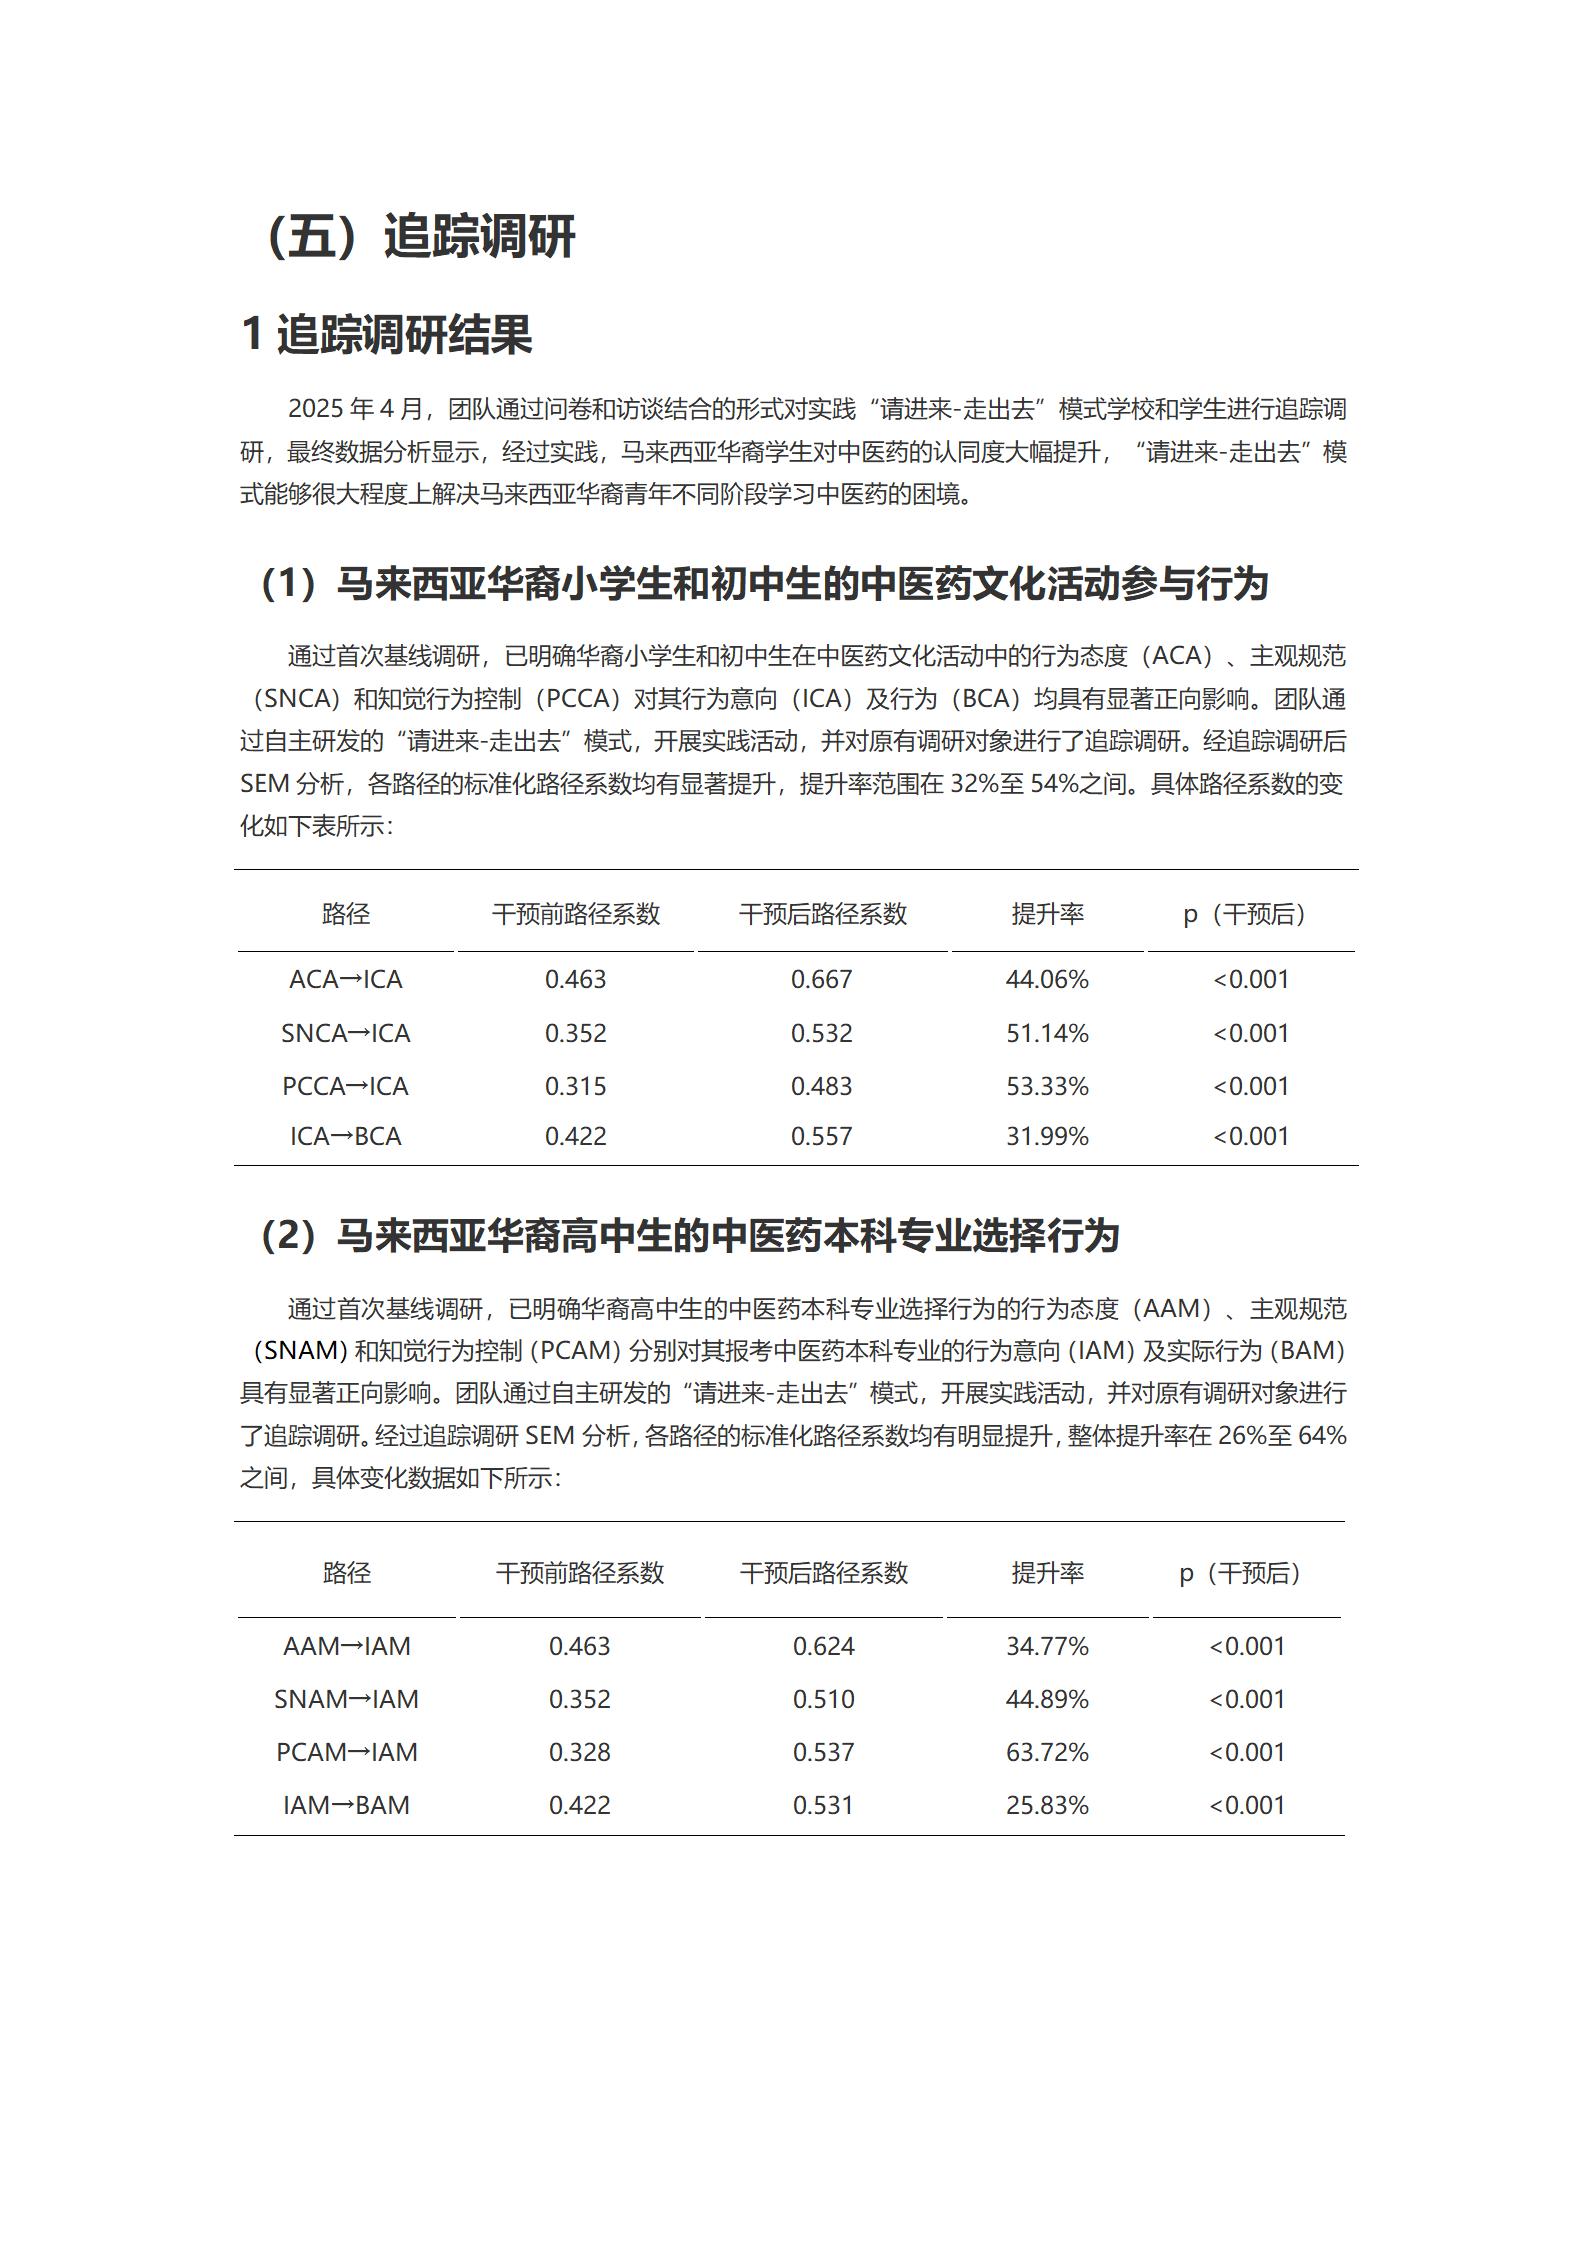 （五）追踪调研
1 追踪调研结果
2025 年 4 月，团队通过问卷和访谈结合的形式对实践“请进来-走出去”模式学校和学生进行追踪调
研，最终数据分析显示，经过实践，马来西亚华裔学生对中医药的认同度大幅提升，“请进来-走出去”模
式能够很大程度上解决马来西亚华裔青年不同阶段学习中医药的困境。
（1）马来西亚华裔小学生和初中生的中医药文化活动参与行为
通过首次基线调研，已明确华裔小学生和初中生在中医药文化活动中的行为态度（ACA）、主观规范
（SNCA）和知觉行为控制（PCCA）对其行为意向（ICA）及行为（BCA）均具有显著正向影响。团队通
过自主研发的“请进来-走出去”模式，开展实践活动，并对原有调研对象进行了追踪调研。经追踪调研后
SEM 分析，各路径的标准化路径系数均有显著提升，提升率范围在 32%至 54%之间。具体路径系数的变
化如下表所示：
路径 干预前路径系数 干预后路径系数 提升率 p（干预后）
ACA→ICA 0.463 0.667 44.06% <0.001
SNCA→ICA 0.352 0.532 51.14% <0.001
PCCA→ICA 0.315 0.483 53.33% <0.001
ICA→BCA 0.422 0.557 31.99% <0.001
（2）马来西亚华裔高中生的中医药本科专业选择行为
通过首次基线调研，已明确华裔高中生的中医药本科专业选择行为的行为态度（AAM）、主观规范
（SNAM）和知觉行为控制（PCAM）分别对其报考中医药本科专业的行为意向（IAM）及实际行为（BAM）
具有显著正向影响。团队通过自主研发的“请进来-走出去”模式，开展实践活动，并对原有调研对象进行
了追踪调研。经过追踪调研 SEM 分析，各路径的标准化路径系数均有明显提升，整体提升率在 26%至 64%
之间，具体变化数据如下所示：
路径 干预前路径系数 干预后路径系数 提升率 p（干预后）
AAM→IAM 0.463 0.624 34.77% <0.001
SNAM→IAM 0.352 0.510 44.89% <0.001
PCAM→IAM 0.328 0.537 63.72% <0.001
IAM→BAM 0.422 0.531 25.83% <0.001